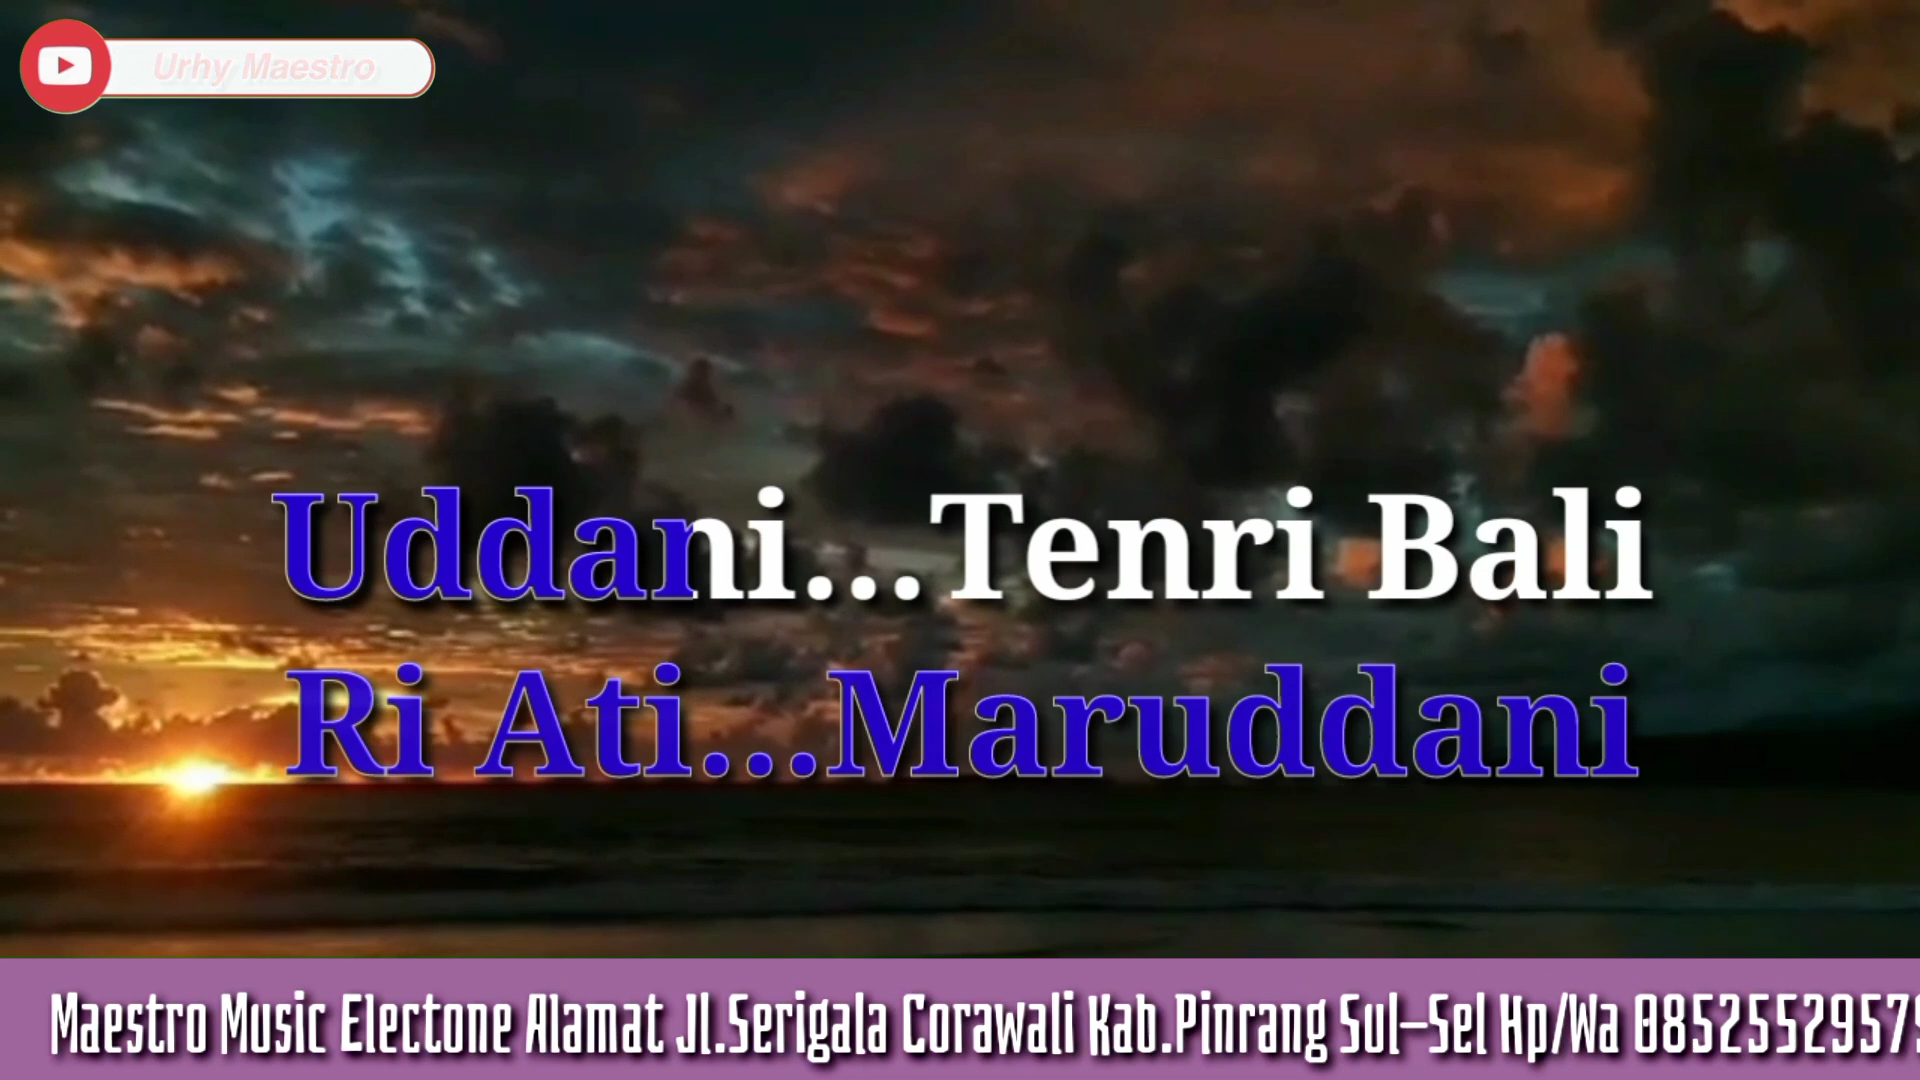 Urhy Maestro
Uddani...Tenri Bali
Ri Ati...Maruddani
Maestro Music Electone Alamat Jl.Serigala Corawali Kab.Pinrang Sul-Sel Hp/Wa 08525529579